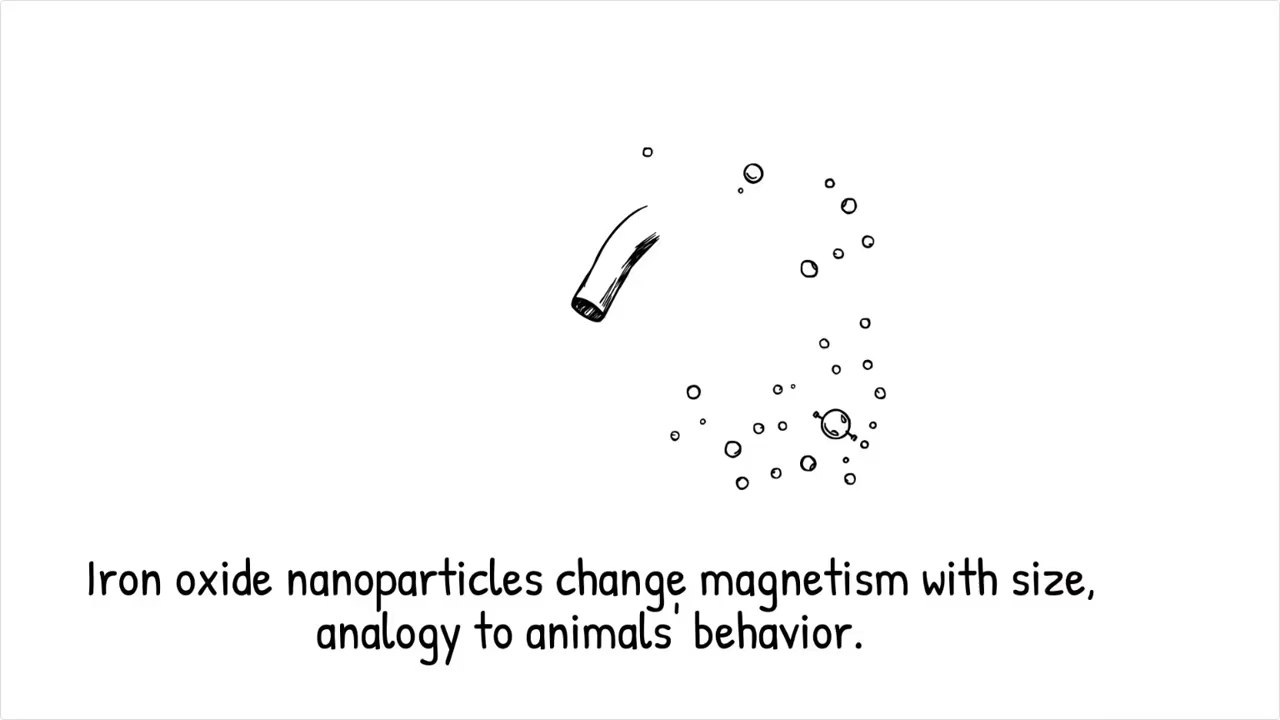 Iron oxide nanoparticles change magnetism with size,
analogy to animals' behavior.